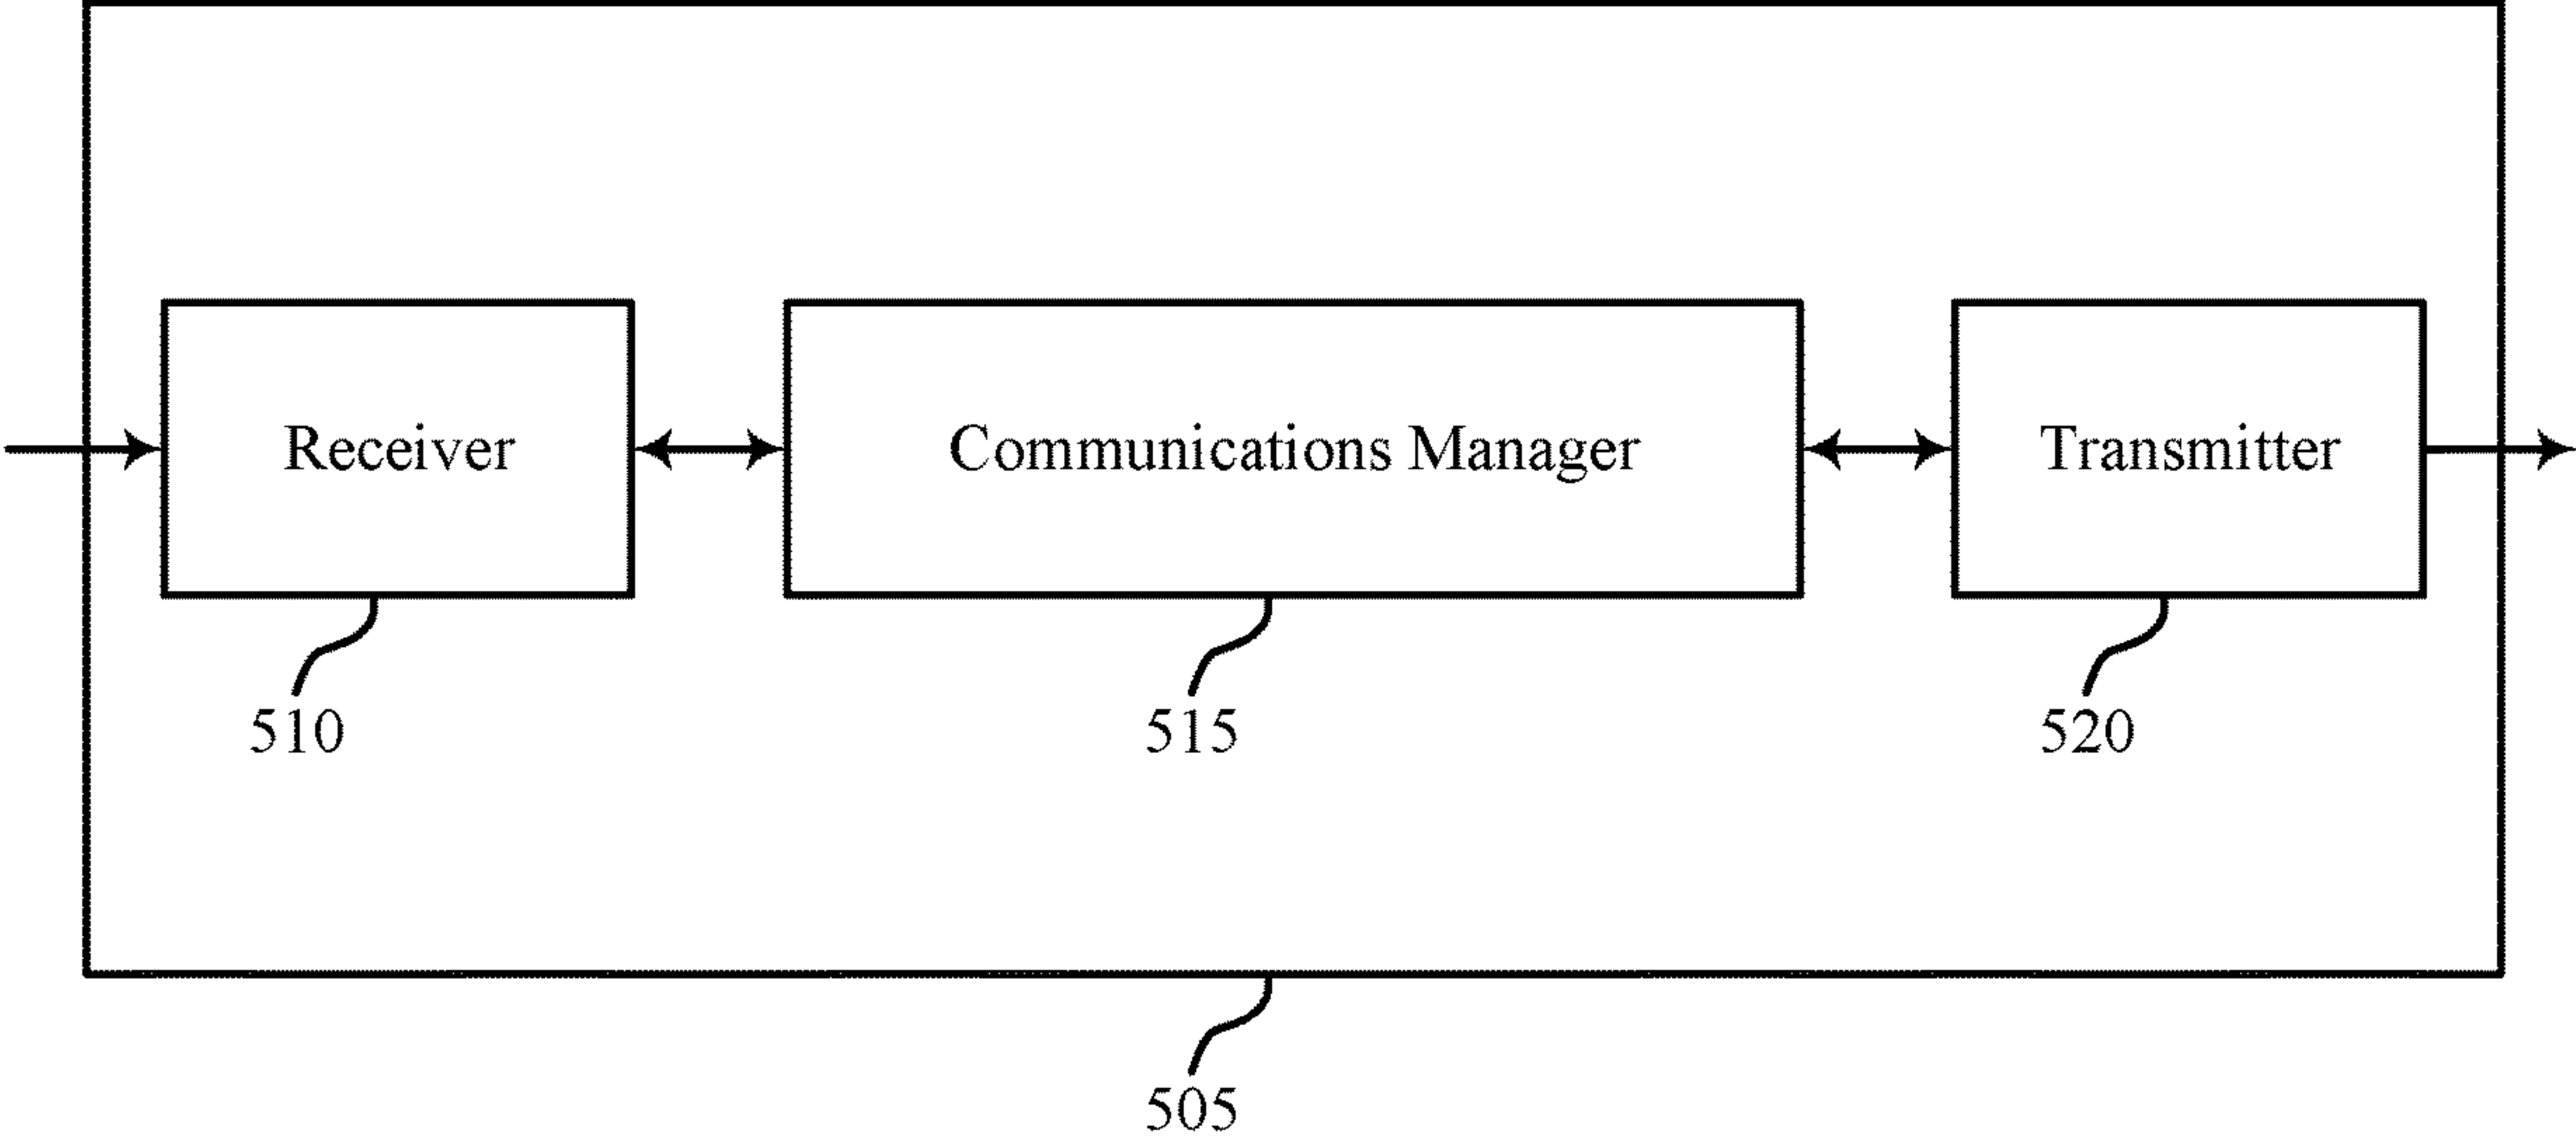 Receiver
Communications Manager
Transmitter
510
515
520
505